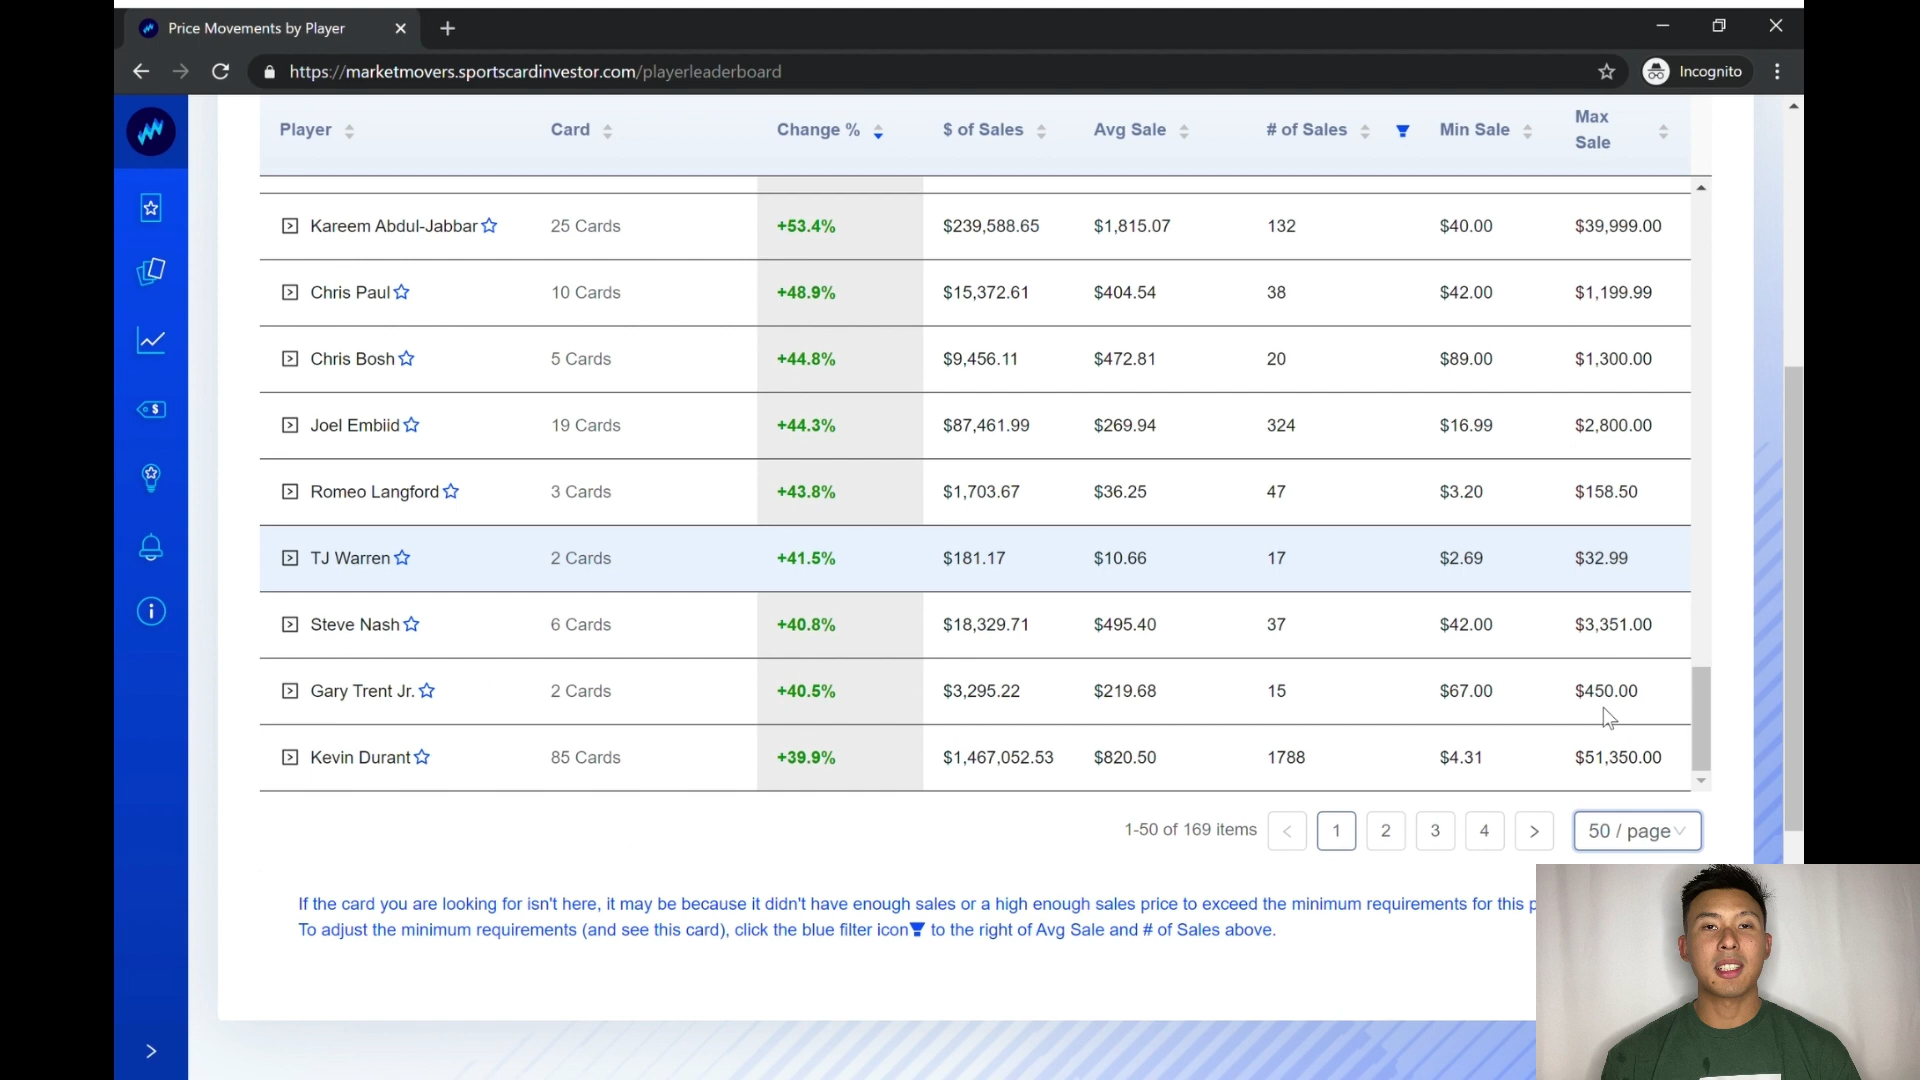 Price Movements by Player
https://marketmovers.sportscardinvestor.com/playerleaderboard
Incognito
Player Card Change % $ of Sales Avg Sale # of Sales Min Sale Max Sale
Kareem Abdul-Jabbar 25 Cards +53.4% $239,588.65 $1,815.07 132 $40.00 $39,999.00
Chris Paul 10 Cards +48.9% $15,372.61 $404.54 38 $42.00 $1,199.99
Chris Bosh 5 Cards +44.8% $9,456.11 $472.81 20 $89.00 $1,300.00
Joel Embiid 19 Cards +44.3% $87,461.99 $269.94 324 $16.99 $2,800.00
Romeo Langford 3 Cards +43.8% $1,703.67 $36.25 47 $3.20 $158.50
TJ Warren 2 Cards +41.5% $181.17 $10.66 17 $2.69 $32.99
Steve Nash 6 Cards +40.8% $18,329.71 $495.40 37 $42.00 $3,351.00
Gary Trent Jr. 2 Cards +40.5% $3,295.22 $219.68 15 $67.00 $450.00
Kevin Durant 85 Cards +39.9% $1,467,052.53 $820.50 1788 $4.31 $51,350.00
1-50 of 169 items < 1 2 3 4 > 50 / page
If the card you are looking for isn't here, it may be because it didn't have enough sales or a high enough sales price to exceed the minimum requirements for this p
To adjust the minimum requirements (and see this card), click the blue filter icon to the right of Avg Sale and # of Sales above.